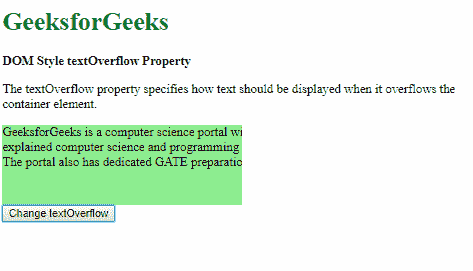 GeeksforGeeks
DOM Style textOverflow Property
The textOverflow property specifies how text should be displayed when it overflows the
container element.
GeeksforGeeks is a computer science portal
explained computer science and programming
The portal also has dedicated GATE
Change textOverflow